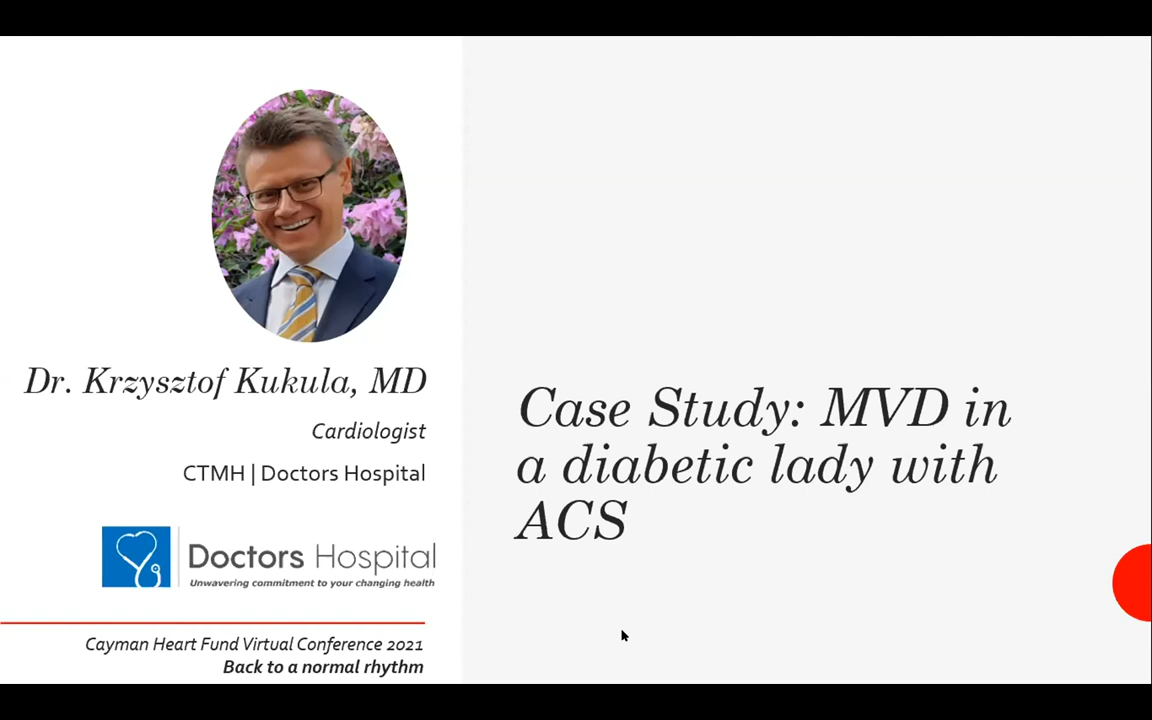 Dr. Krzysztof Kukula, MD
Cardiologist
CTMH | Doctors Hospital
Doctors Hospital
Unwavering commitment to your changing health
Cayman Heart Fund Virtual Conference 2021
Back to a normal rhythm
Case Study: MVD in
a diabetic lady with
ACS